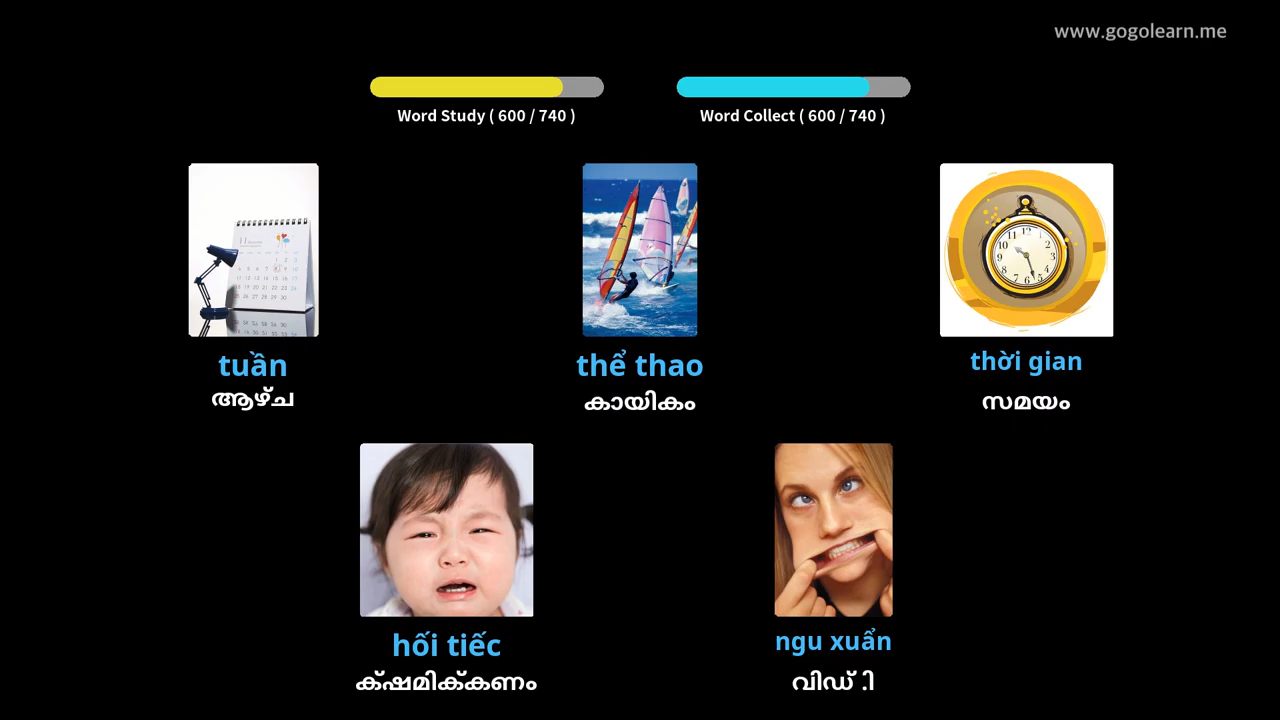 www.gogolearn.me
Word Study ( 600 / 740 )
Word Collect ( 600 / 740 )
tuần
ആഴ്ച
thể thao
കായികം
thời gian
സമയം
hối tiếc
ക്ഷമിക്കണം
ngu xuẩn